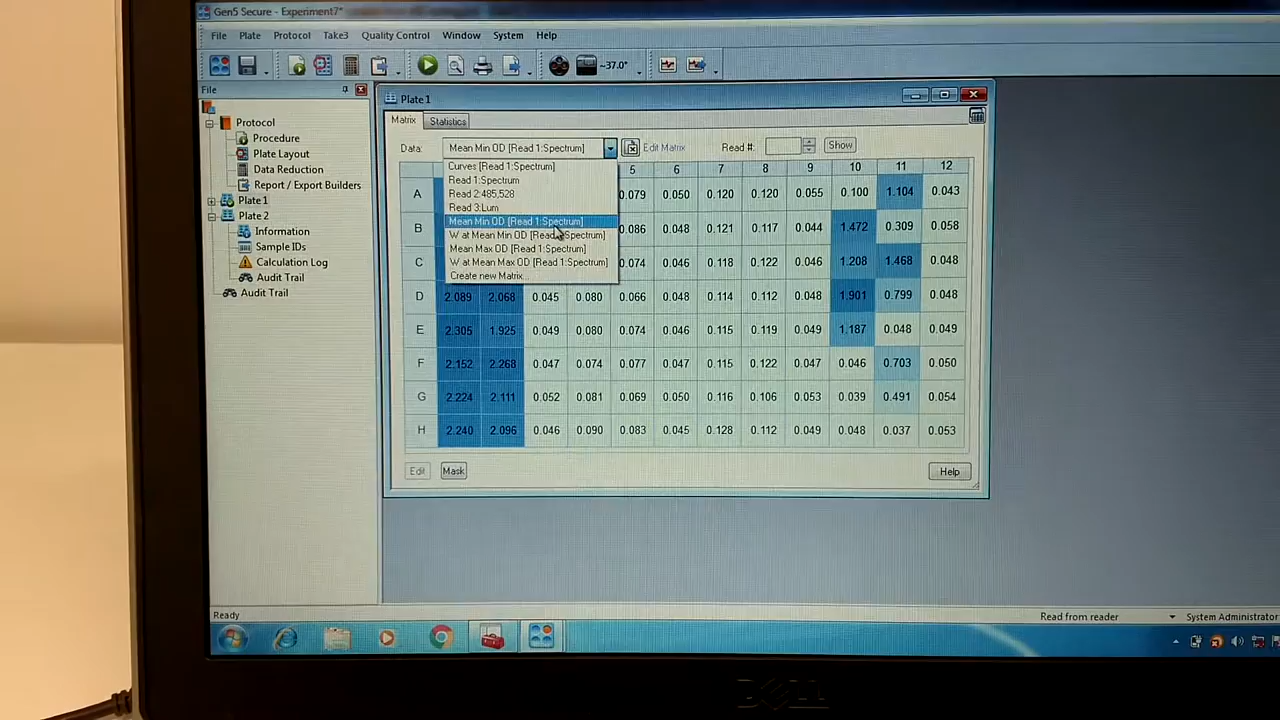 Gen5 Secure - Experiment7*
File Plate Protocol Take3 Quality Control Window System Help
~37.0°
File
Protocol
Procedure
Plate Layout
Data Reduction
Report / Export Builders
Plate 1
Plate 2
Information
Sample IDs
Calculation Log
Audit Trail
Audit Trail
Plate 1
Matrix Statistics
Data: Mean Min OD [Read 1:Spectrum] Edit Matrix Read #: Show
Curves [Read 1:Spectrum]
Read 1:Spectrum
Read 2:485,528
Read 3:Lum
Mean Min OD [Read 1:Spectrum]
W at Mean Min OD [Read 1:Spectrum]
Mean Max OD [Read 1:Spectrum]
W at Mean Max OD [Read 1:Spectrum]
Create new Matrix...
5 6 7 8 9 10 11 12
A 0.079 0.050 0.120 0.120 0.055 0.100 1.104 0.043
B 0.086 0.048 0.121 0.117 0.044 1.472 0.309 0.058
C 0.074 0.046 0.118 0.122 0.046 1.208 1.468 0.048
D 2.089 2.068 0.045 0.080 0.066 0.048 0.114 0.112 0.048 1.901 0.799 0.048
E 2.305 1.925 0.049 0.080 0.074 0.046 0.115 0.119 0.049 1.187 0.048 0.049
F 2.152 2.268 0.047 0.074 0.077 0.047 0.115 0.122 0.047 0.046 0.703 0.050
G 2.224 2.111 0.052 0.081 0.069 0.050 0.116 0.106 0.053 0.039 0.491 0.054
H 2.240 2.096 0.046 0.090 0.083 0.045 0.128 0.112 0.049 0.048 0.037 0.053
Edit Mask Help
Ready Read from reader System Administrator
DELL